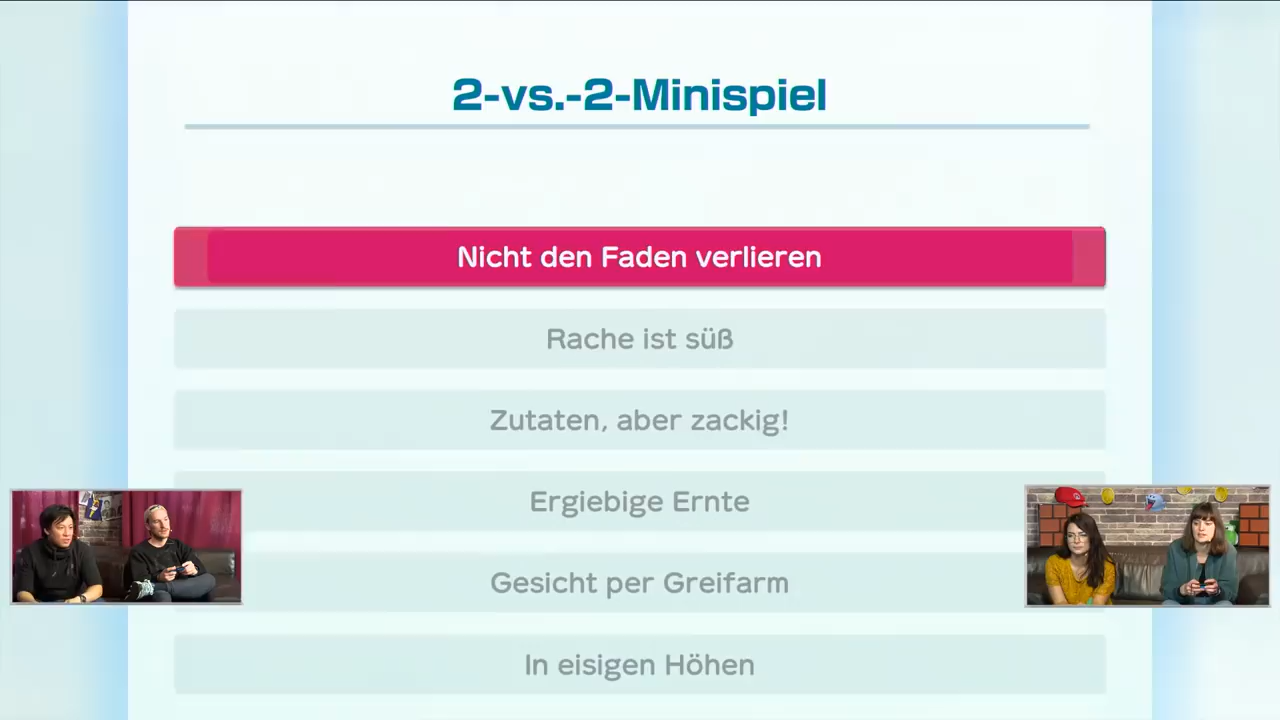 2-vs.-2-Minispiel
Nicht den Faden verlieren
Rache ist süß
Zutaten, aber zackig!
Ergiebige Ernte
Gesicht per Greifarm
In eisigen Höhen